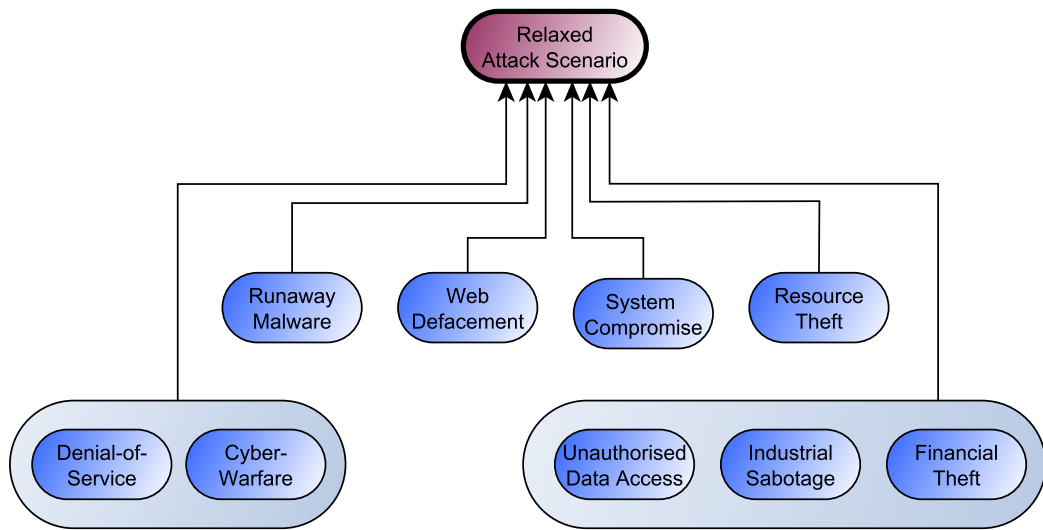 Relaxed
Attack Scenario
Runaway
Malware
Web
Defacement
System
Compromise
Resource
Theft
Denial-of-
Service
Cyber-
Warfare
Unauthorised
Data Access
Industrial
Sabotage
Financial
Theft